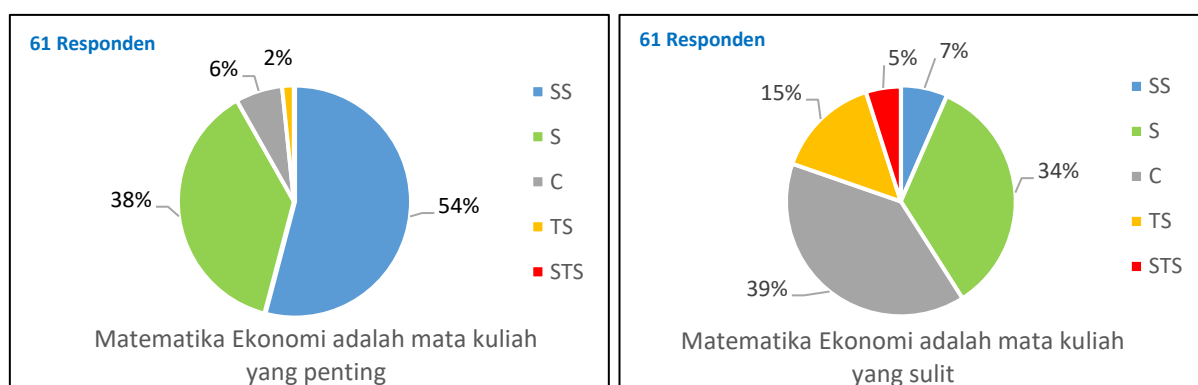 61 Responden
2%
6%
38%
54%
SS
S
C
TS
STS
Matematika Ekonomi adalah mata kuliah
yang penting
61 Responden
5%
7%
15%
34%
39%
SS
S
C
TS
STS
Matematika Ekonomi adalah mata kuliah
yang sulit